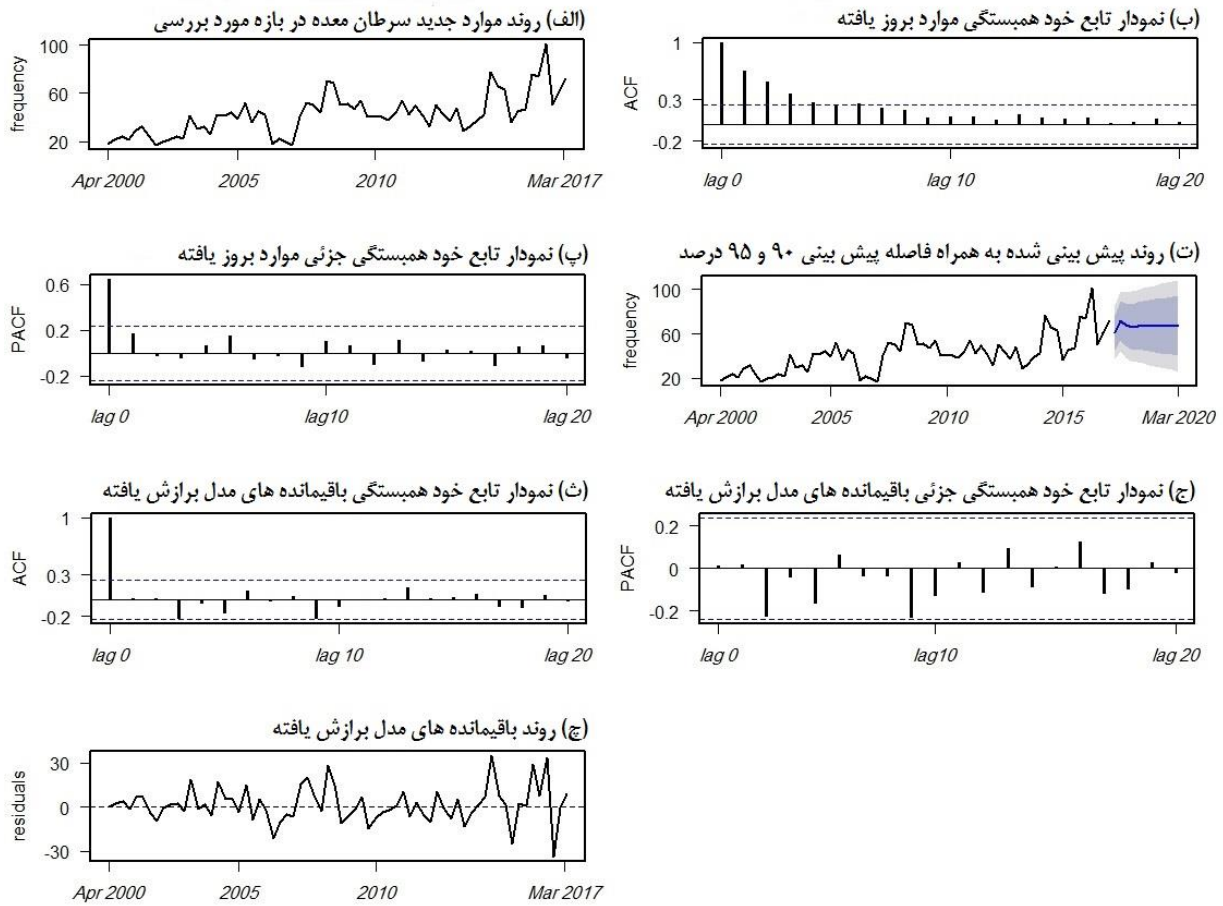 (الف) روند موارد جدید سرطان معده در بازه مورد بررسی
frequency
100
60
20
Apr 2000 2005 2010 Mar 2017
(ب) نمودار تابع خود همبستگی موارد بروز یافته
ACF
1
0.3
-0.2
lag 0 lag 10 lag 20
(پ) نمودار تابع خود همبستگی جزئی موارد بروز یافته
PACF
0.6
0.2
-0.2
lag 0 lag10 lag 20
(ت) روند پیش بینی شده به همراه فاصله پیش بینی ۹۰ و ۹۵ درصد
frequency
100
60
20
Apr 2000 2005 2010 2015 Mar 2020
(ث) نمودار تابع خود همبستگی باقیمانده های مدل برازش یافته
ACF
1
0.3
-0.2
lag 0 lag 10 lag 20
(ج) نمودار تابع خود همبستگی جزئی باقیمانده های مدل برازش یافته
PACF
0.2
0
-0.2
lag 0 lag10 lag 20
(چ) روند باقیمانده های مدل برازش یافته
residuals
30
0
-30
Apr 2000 2005 2010 Mar 2017